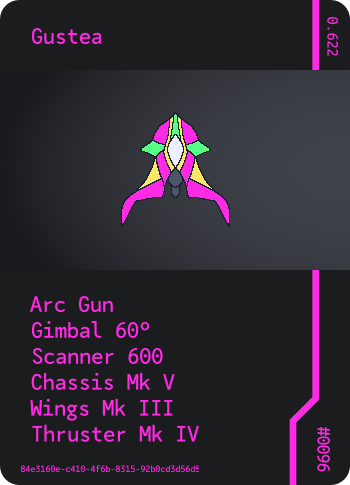 Gustea
0.622
Arc Gun
Gimbal 60°
Scanner 600
Chassis Mk V
Wings Mk III
Thruster Mk IV
84e3160e-c410-4f6b-8315-92b0cd3d56d5
#0096